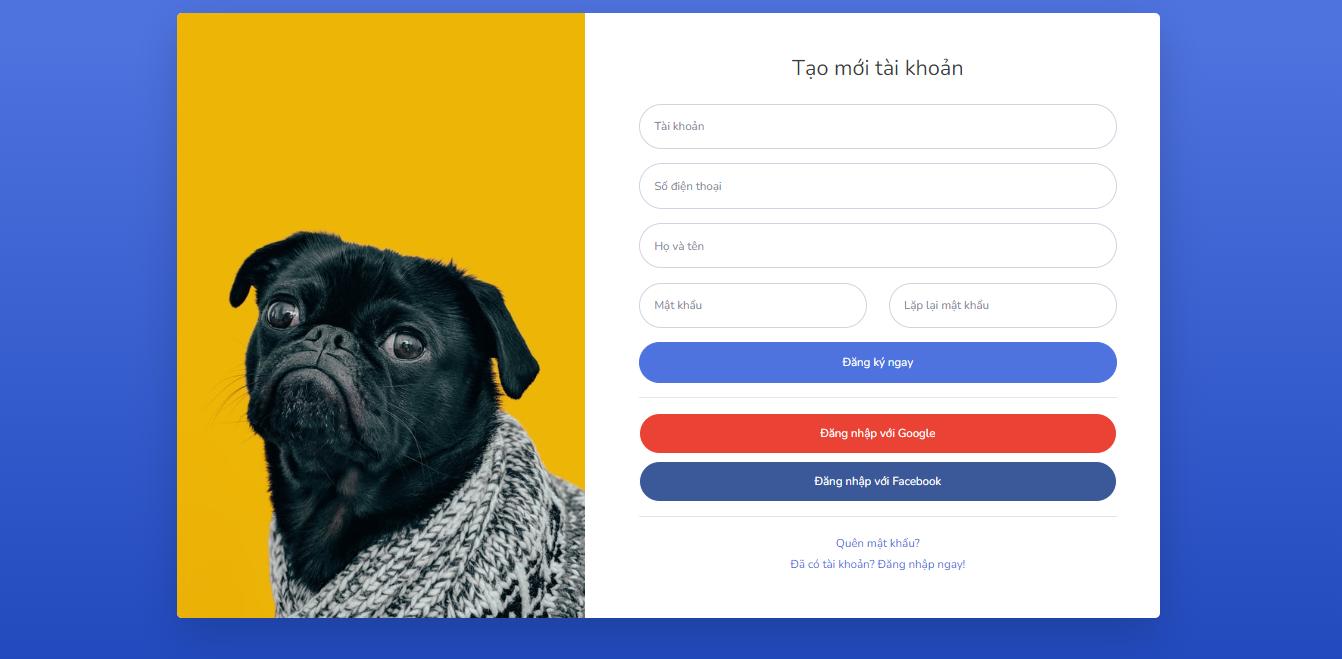 Tạo mới tài khoản
Tài khoản
Số điện thoại
Họ và tên
Mật khẩu
Lặp lại mật khẩu
Đăng ký ngay
Đăng nhập với Google
Đăng nhập với Facebook
Quên mật khẩu?
Đã có tài khoản? Đăng nhập ngay!